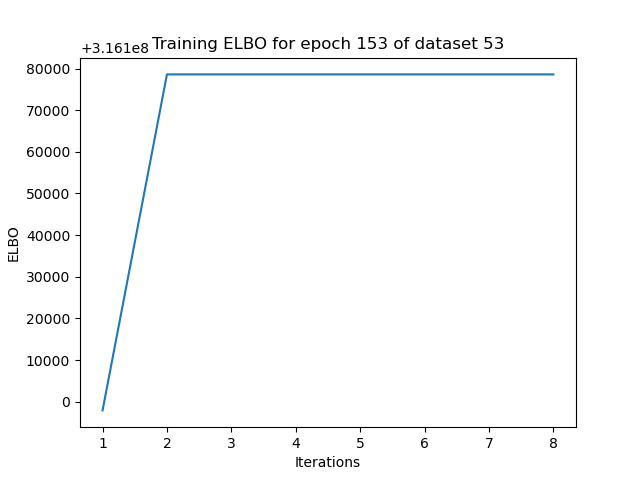 Training ELBO for epoch 153 of dataset 53
+3.161e8
80000
70000
60000
50000
40000
30000
20000
10000
0
ELBO
1 2 3 4 5 6 7 8
Iterations